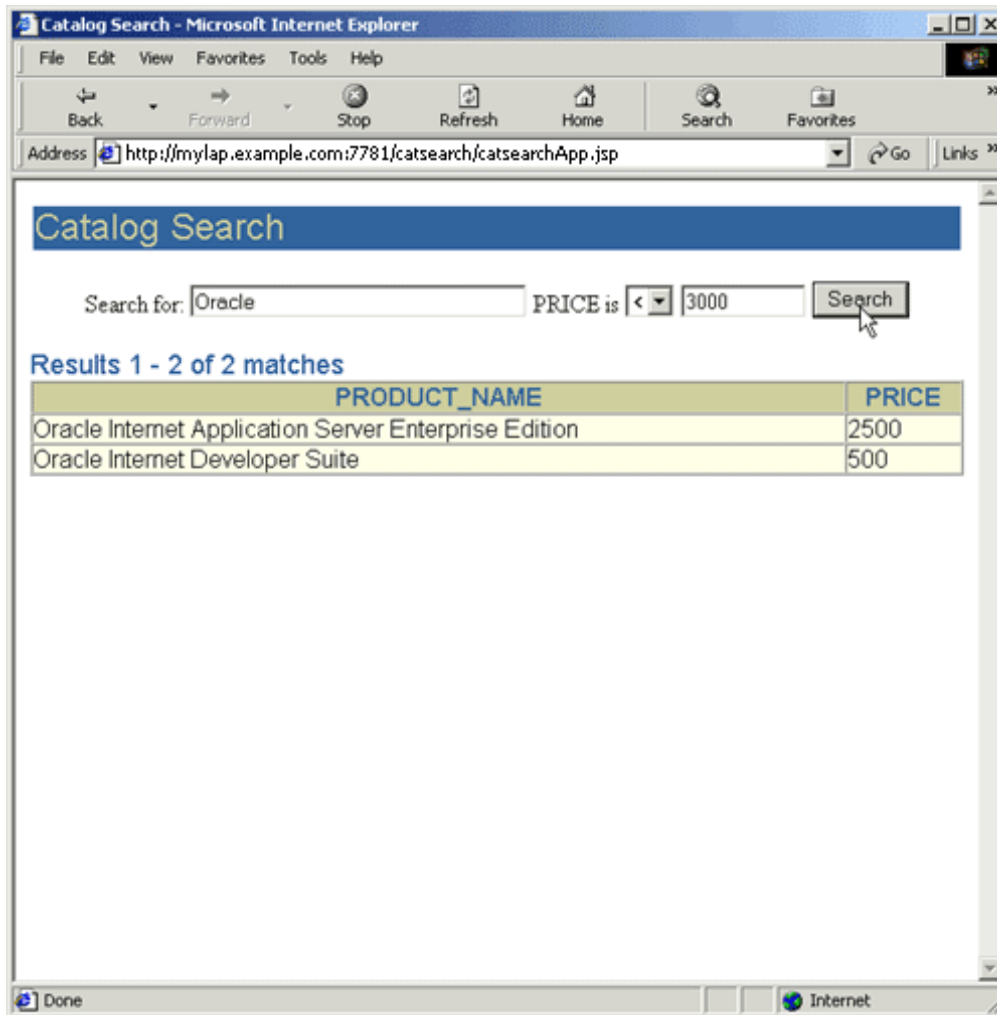 Catalog Search - Microsoft Internet Explorer
File Edit View Favorites Tools Help
Back Forward Stop Refresh Home Search Favorites »
Address http://mylap.example.com:7781/catsearch/catsearchApp.jsp Go Links »
Catalog Search
Search for: Oracle PRICE is < 3000 Search
Results 1 - 2 of 2 matches
PRODUCT_NAME PRICE
Oracle Internet Application Server Enterprise Edition 2500
Oracle Internet Developer Suite 500
Done Internet